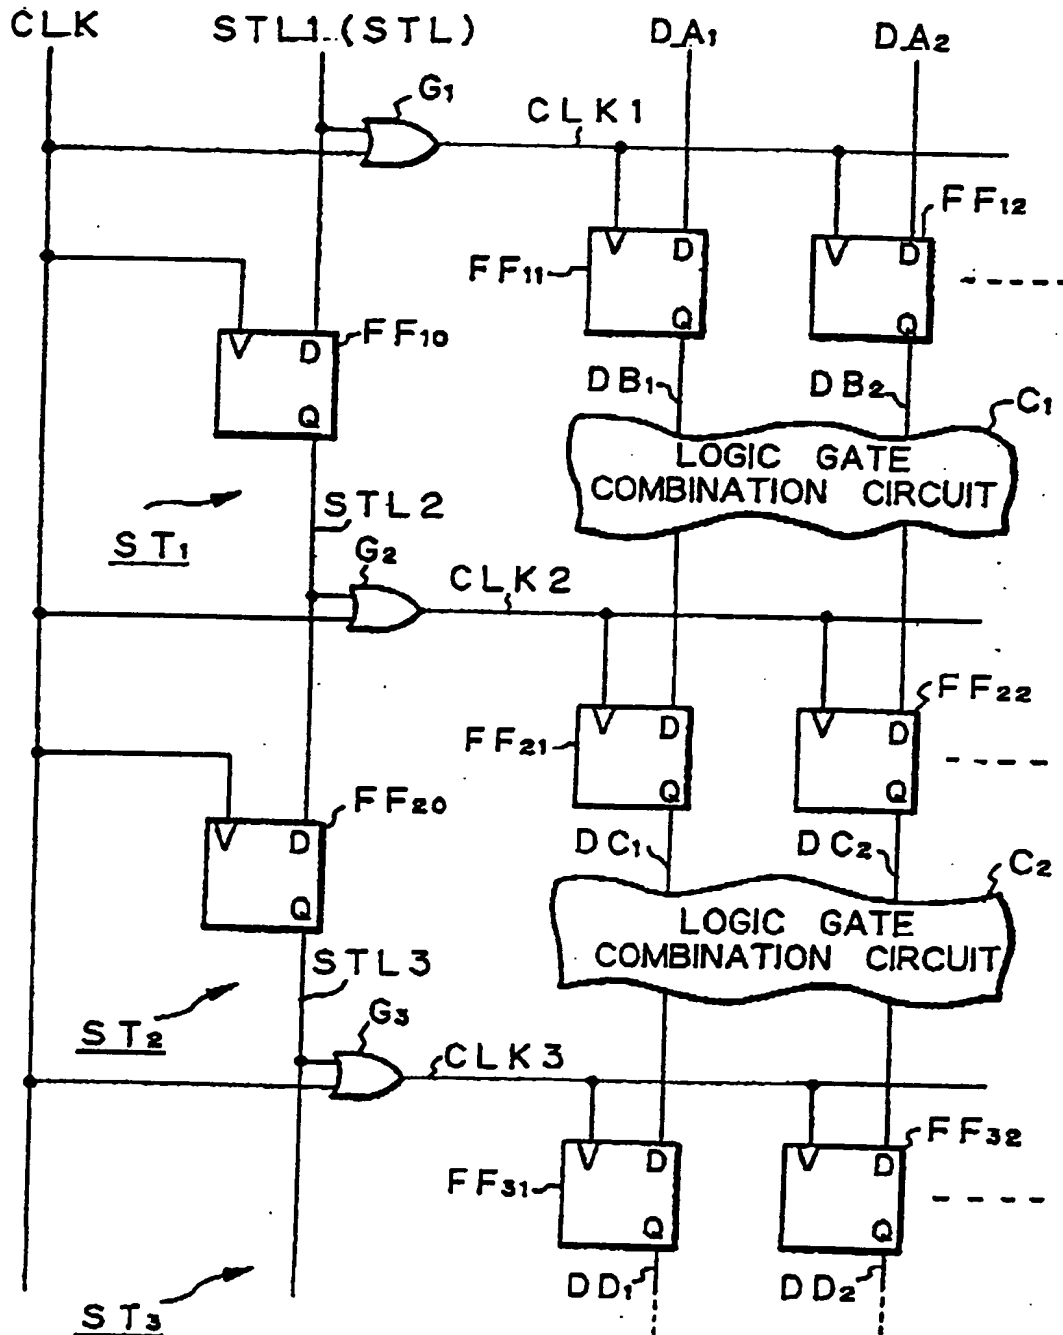 CLK STL1 (STL) DA1 DA2
G1
CLK1
V D V D FF12
FF11
Q Q
V D FF10
Q
DB1 DB2 C1
LOGIC GATE
COMBINATION CIRCUIT
STL2
ST1 G2
CLK2
FF22
V D V D
FF21
Q Q
FF20
V D
Q
DC1 DC2 C2
LOGIC GATE
COMBINATION CIRCUIT
STL3
ST2 G3
CLK3
FF32
V D V D
FF31
Q Q
DD1 DD2
ST3